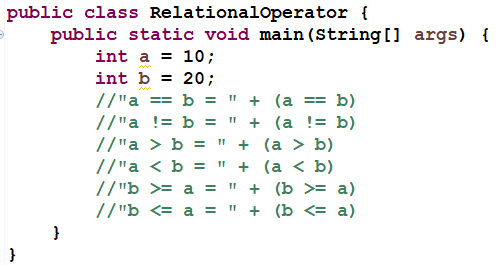 public class RelationalOperator {
    public static void main(String[] args) {
        int a = 10;
        int b = 20;
        //"a == b = " + (a == b)
        //"a != b = " + (a != b)
        //"a > b = " + (a > b)
        //"a < b = " + (a < b)
        //"b >= a = " + (b >= a)
        //"b <= a = " + (b <= a)
    }
}